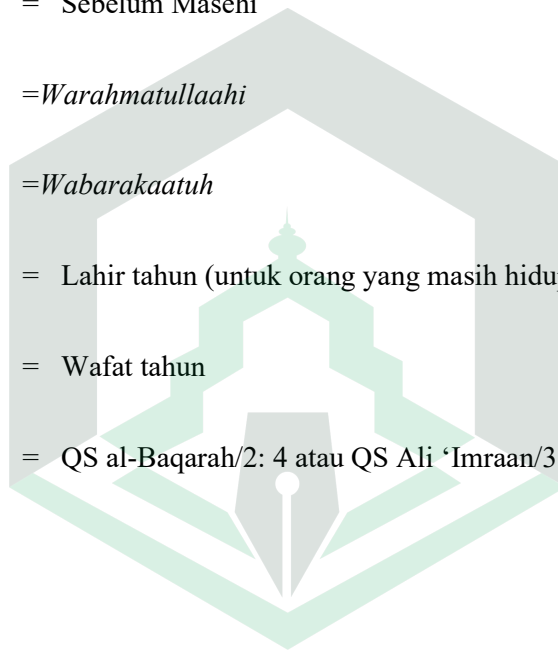 = Sebelum Masehi
=Warahmatullaahi
=Wabarakaatuh
= Lahir tahun (untuk orang yang masih hidup
= Wafat tahun
= QS al-Baqarah/2: 4 atau QS Ali ‘Imraan/3